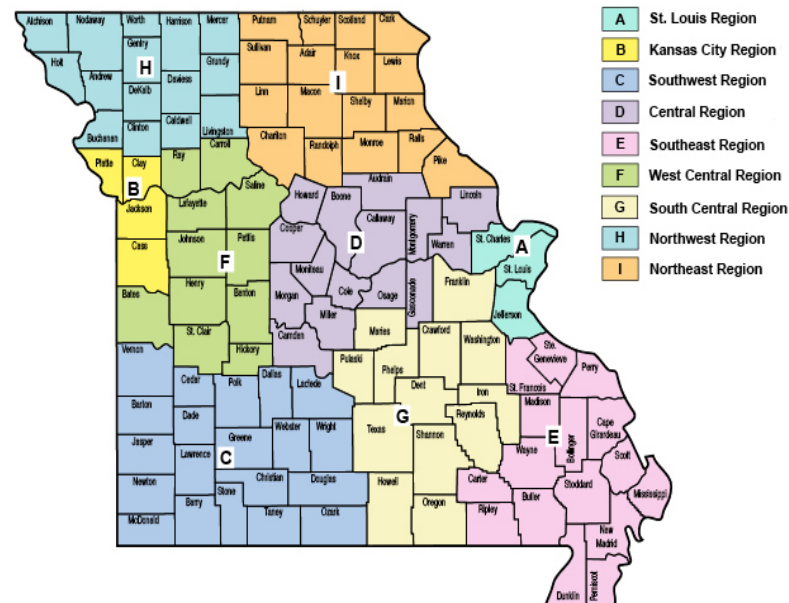 Atchison
Nodaway
Worth
Harrison
Mercer
Putnam
Schuyler
Scotland
Clark
Gentry
Sullivan
Adair
Knox
Lewis
Holt
Andrew
DeKalb
Daviess
Grundy
H
I
Linn
Macon
Shelby
Marion
Buchanan
Clinton
Caldwell
Livingston
Chariton
Randolph
Monroe
Ralls
Pike
Platte
Clay
Ray
Carroll
B
Saline
Audrain
Jackson
Lafayette
Howard
Boone
Callaway
Montgomery
Lincoln
Cass
Johnson
Pettis
Cooper
D
Warren
St. Charles
A
St. Louis
F
Moniteau
Bates
Henry
Benton
Morgan
Cole
Osage
Gasconade
Franklin
Jefferson
St. Clair
Hickory
Camden
Miller
Maries
Crawford
Washington
Ste.
Genevieve
Vernon
Cedar
Polk
Dallas
Laclede
Pulaski
Phelps
Dent
Iron
St. Francois
Perry
Barton
Dade
Webster
Wright
Texas
G
Reynolds
Madison
Jasper
Greene
Shannon
Wayne
E
Bollinger
Cape
Girardeau
Lawrence
C
Scott
Newton
Christian
Douglas
Howell
Carter
Stoddard
Mississippi
McDonald
Barry
Stone
Taney
Ozark
Oregon
Ripley
Butler
New
Madrid
Dunklin
Pemiscot
A St. Louis Region
B Kansas City Region
C Southwest Region
D Central Region
E Southeast Region
F West Central Region
G South Central Region
H Northwest Region
I Northeast Region